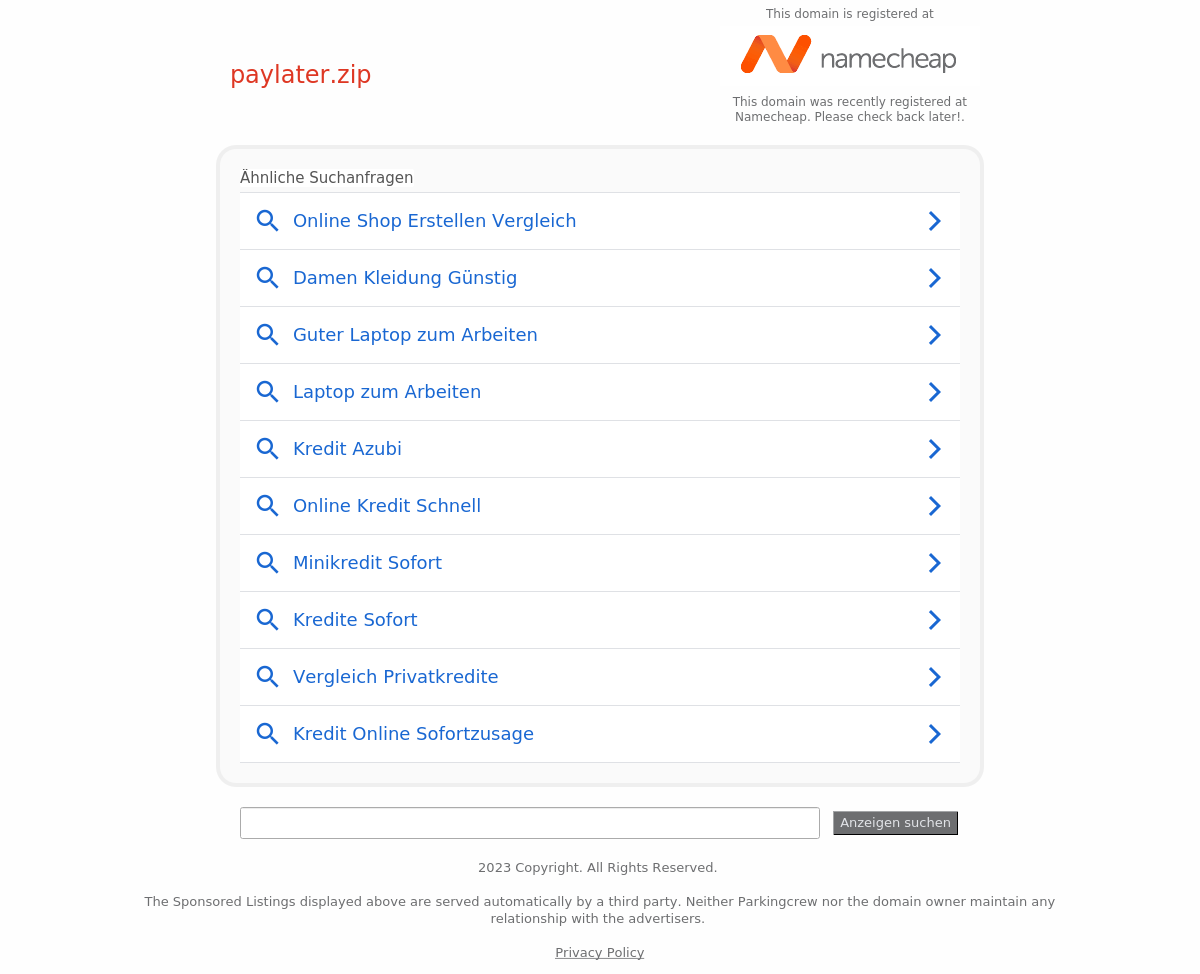 This domain is registered at
namecheap
paylater.zip
This domain was recently registered at
Namecheap. Please check back later!.
Ähnliche Suchanfragen
Online Shop Erstellen Vergleich
Damen Kleidung Günstig
Guter Laptop zum Arbeiten
Laptop zum Arbeiten
Kredit Azubi
Online Kredit Schnell
Minikredit Sofort
Kredite Sofort
Vergleich Privatkredite
Kredit Online Sofortzusage
Anzeigen suchen
2023 Copyright. All Rights Reserved.
The Sponsored Listings displayed above are served automatically by a third party. Neither Parkingcrew nor the domain owner maintain any
relationship with the advertisers.
Privacy Policy